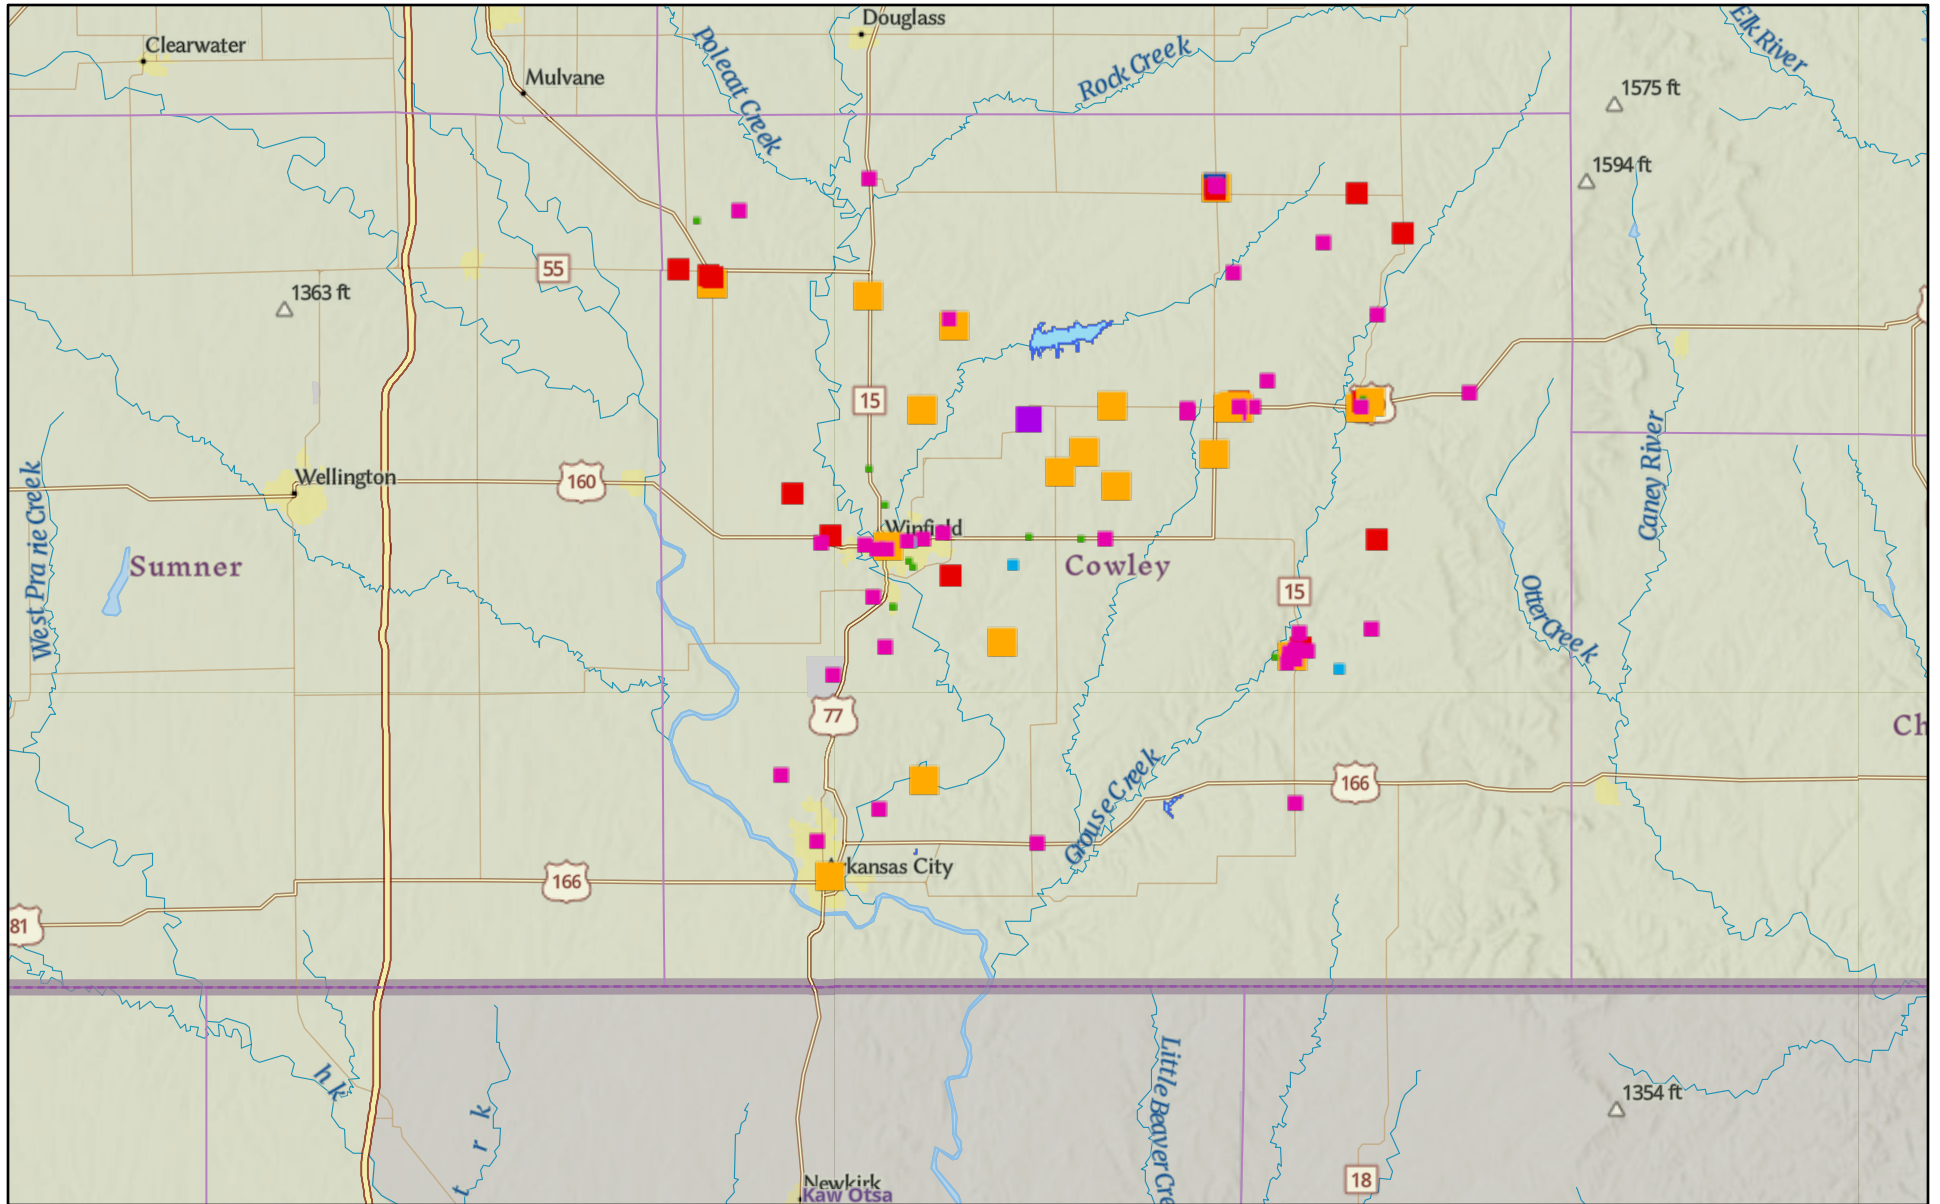 Douglass
Clearwater
Mulvane
Polecat Creek
Rock Creek
Elk River
1575 ft
1594 ft
55
1363 ft
15
Caney River
West Prairie Creek
Wellington
160
Winfield
Sumner
Cowley
15
Otter Creek
77
Ch
Grouse Creek
166
Arkansas City
166
81
h k
t r k
Little Beaver Cre
1354 ft
18
Newkirk
Kaw Otsa